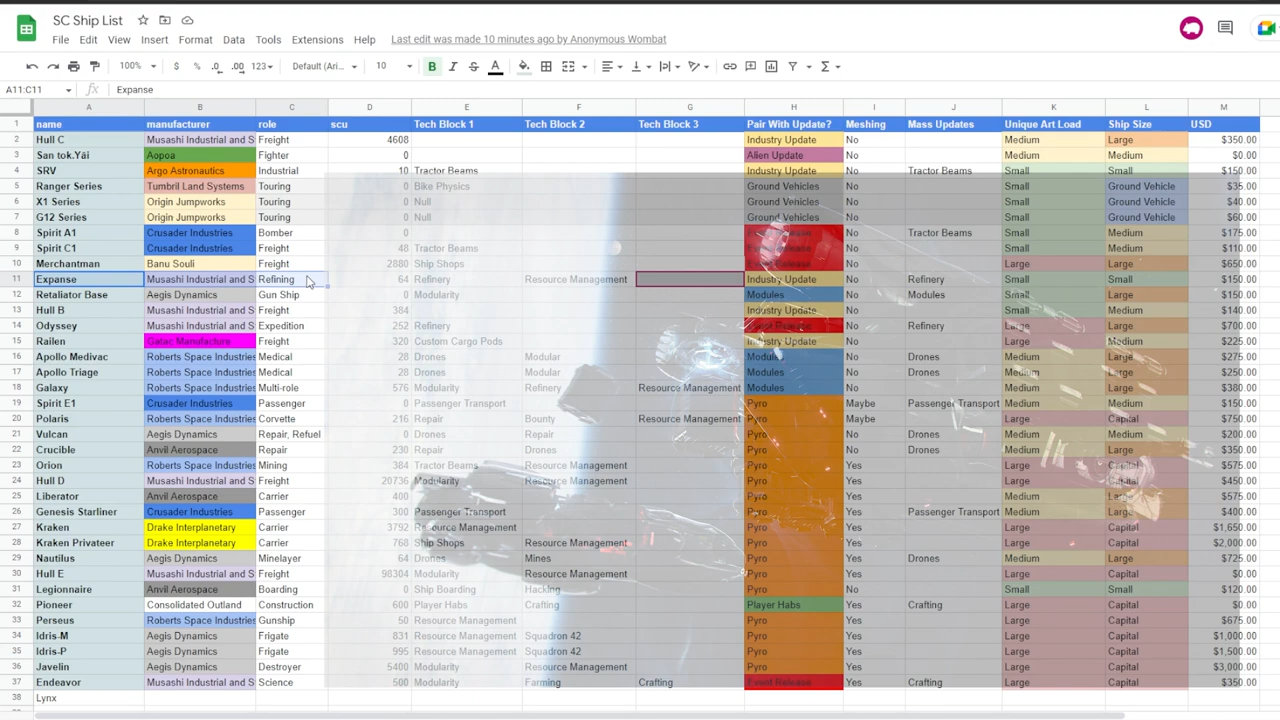 SC Ship List
File Edit View Insert Format Data Tools Extensions Help Last edit was made 10 minutes ago by Anonymous Wombat
100% $ % .0 .00 123 Default (Ari... 10 B I S A
A11:C11 fx Expanse
A B C D E F G H I J K L M
1 name manufacturer role scu Tech Block 1 Tech Block 2 Tech Block 3 Pair With Update? Meshing Mass Updates Unique Art Load Ship Size USD
2 Hull C Musashi Industrial and S Freight 4608 Industry Update No Medium Large $350.00
3 San tok.Yāi Aopoa Fighter 0 Alien Update No Medium Medium $0.00
4 SRV Argo Astronautics Industrial 10 Tractor Beams Industry Update No Tractor Beams Small Small $150.00
5 Ranger Series Tumbril Land Systems Touring 0 Bike Physics Ground Vehicles No Small Ground Vehicle $35.00
6 X1 Series Origin Jumpworks Touring 0 Null Ground Vehicles No Small Ground Vehicle $40.00
7 G12 Series Origin Jumpworks Touring 0 Null Ground Vehicles No Small Ground Vehicle $60.00
8 Spirit A1 Crusader Industries Bomber 0 No Tractor Beams Small Medium $175.00
9 Spirit C1 Crusader Industries Freight 48 Tractor Beams No Small Medium $110.00
10 Merchantman Banu Souli Freight 2880 Ship Shops Event Release No Large Large $650.00
11 Expanse Musashi Industrial and S Refining 64 Refinery Resource Management Industry Update No Refinery Small Small $150.00
12 Retaliator Base Aegis Dynamics Gun Ship 0 Modularity Modules No Modules Small Large $150.00
13 Hull B Musashi Industrial and S Freight 384 Industry Update No Small Medium $140.00
14 Odyssey Musashi Industrial and S Expedition 252 Refinery Event Release No Refinery Large Large $700.00
15 Railen Gatac Manufacture Freight 320 Custom Cargo Pods Industry Update No Large Medium $225.00
16 Apollo Medivac Roberts Space Industries Medical 28 Drones Modular Modules No Drones Medium Large $275.00
17 Apollo Triage Roberts Space Industries Medical 28 Drones Modular Modules No Drones Medium Large $250.00
18 Galaxy Roberts Space Industries Multi-role 576 Modularity Refinery Resource Management Modules No Medium Large $380.00
19 Spirit E1 Crusader Industries Passenger 0 Passenger Transport Pyro Maybe Passenger Transport Medium Medium $150.00
20 Polaris Roberts Space Industries Corvette 216 Repair Bounty Resource Management Pyro Maybe Large Capital $750.00
21 Vulcan Aegis Dynamics Repair, Refuel 0 Drones Repair Pyro No Drones Medium Medium $200.00
22 Crucible Anvil Aerospace Repair 230 Repair Drones Pyro No Drones Medium Large $350.00
23 Orion Roberts Space Industries Mining 384 Tractor Beams Resource Management Pyro Yes Large Capital $575.00
24 Hull D Musashi Industrial and S Freight 20736 Modularity Resource Management Pyro Yes Large Capital $450.00
25 Liberator Anvil Aerospace Carrier 400 Pyro Yes Medium Large $575.00
26 Genesis Starliner Crusader Industries Passenger 300 Passenger Transport Pyro Yes Passenger Transport Medium Large $400.00
27 Kraken Drake Interplanetary Carrier 3792 Resource Management Pyro Yes Large Capital $1,650.00
28 Kraken Privateer Drake Interplanetary Carrier 768 Ship Shops Resource Management Pyro Yes Large Capital $2,000.00
29 Nautilus Aegis Dynamics Minelayer 64 Drones Mines Pyro Yes Drones Medium Large $725.00
30 Hull E Musashi Industrial and S Freight 98304 Modularity Resource Management Pyro Yes Large Capital $0.00
31 Legionnaire Anvil Aerospace Boarding 0 Ship Boarding Hacking Pyro No Small Small $120.00
32 Pioneer Consolidated Outland Construction 600 Player Habs Crafting Player Habs Yes Crafting Large Capital $0.00
33 Perseus Roberts Space Industries Gunship 50 Resource Management Pyro Yes Large Capital $675.00
34 Idris-M Aegis Dynamics Frigate 831 Resource Management Squadron 42 Pyro Yes Large Capital $1,000.00
35 Idris-P Aegis Dynamics Frigate 995 Resource Management Squadron 42 Pyro Yes Large Capital $1,500.00
36 Javelin Aegis Dynamics Destroyer 5400 Modularity Resource Management Pyro Yes Large Capital $3,000.00
37 Endeavor Musashi Industrial and S Science 500 Modularity Farming Crafting Event Release Yes Crafting Large Capital $350.00
38 Lynx